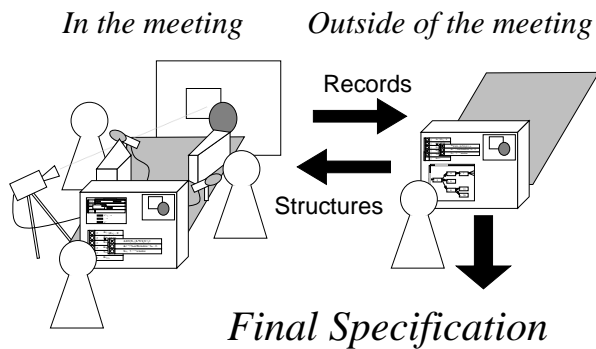 In the meeting
Outside of the meeting
Records
Structures
Final Specification